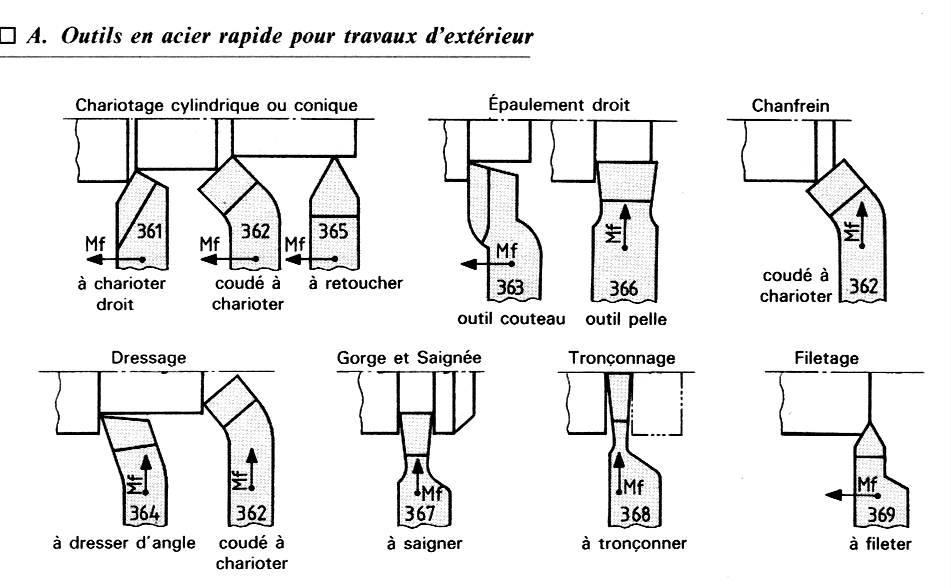 A. Outils en acier rapide pour travaux d'extérieur
Chariotage cylindrique ou conique
Épaulement droit
Chanfrein
361
362
365
Mf
Mf
Mf
à charioter
droit
coudé à
charioter
à retoucher
Mf
363
Mf
366
outil couteau
outil pelle
Mf
362
coudé à
charioter
Dressage
Gorge et Saignée
Tronçonnage
Filetage
Mf
364
Mf
362
Mf
367
Mf
368
Mf
369
à dresser d'angle
coudé à
charioter
à saigner
à tronçonner
à fileter